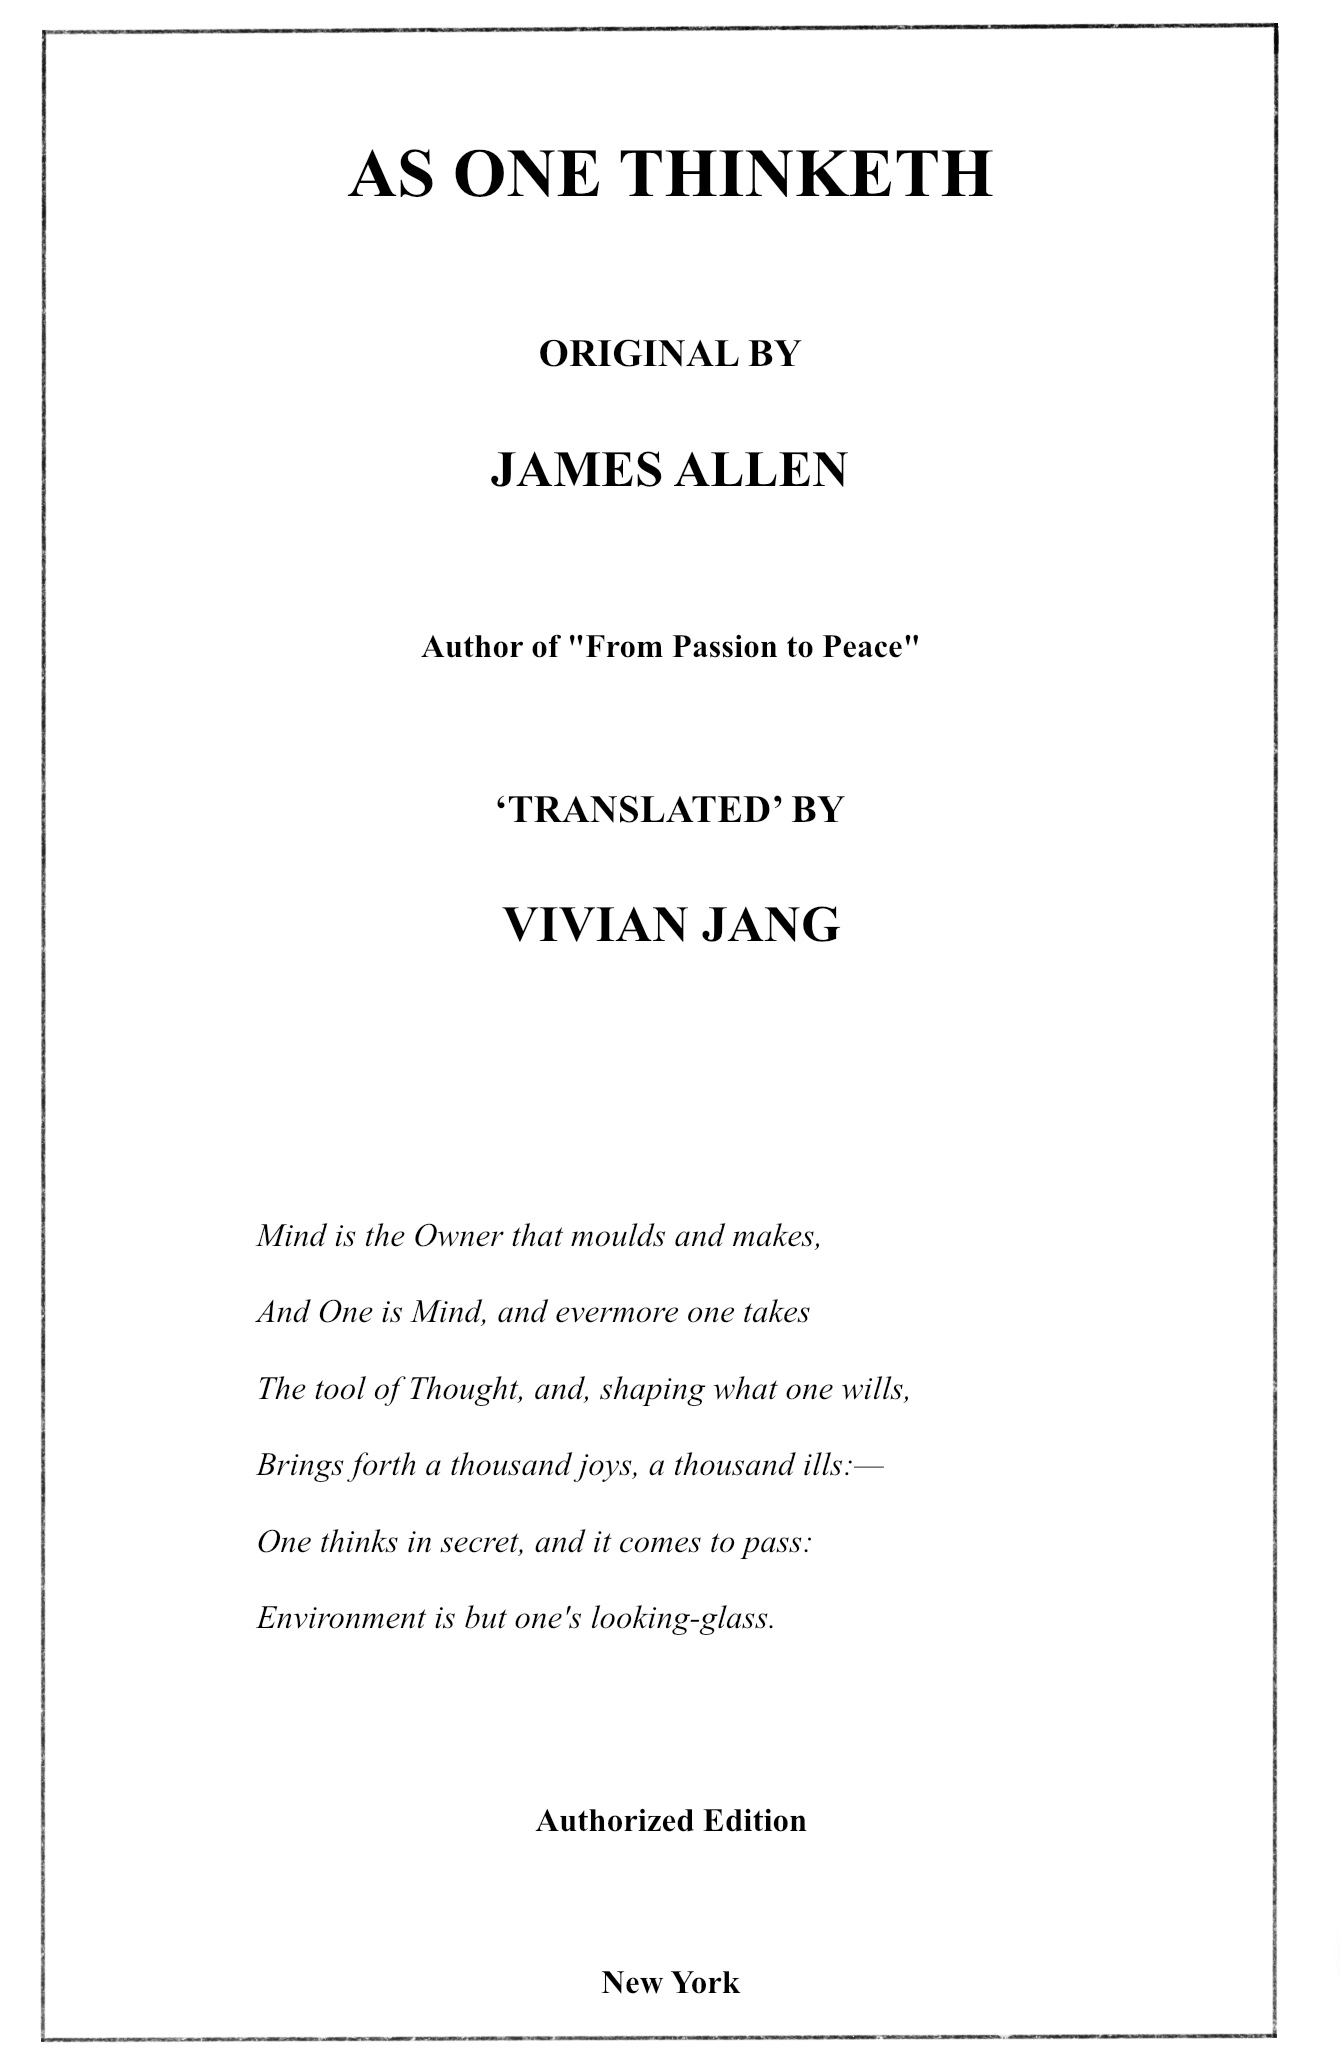 AS ONE THINKETH
ORIGINAL BY
JAMES ALLEN
Author of "From Passion to Peace"
‘TRANSLATED’ BY
VIVIAN JANG
Mind is the Owner that moulds and makes,
And One is Mind, and evermore one takes
The tool of Thought, and, shaping what one wills,
Brings forth a thousand joys, a thousand ills:—
One thinks in secret, and it comes to pass:
Environment is but one's looking-glass.
Authorized Edition
New York